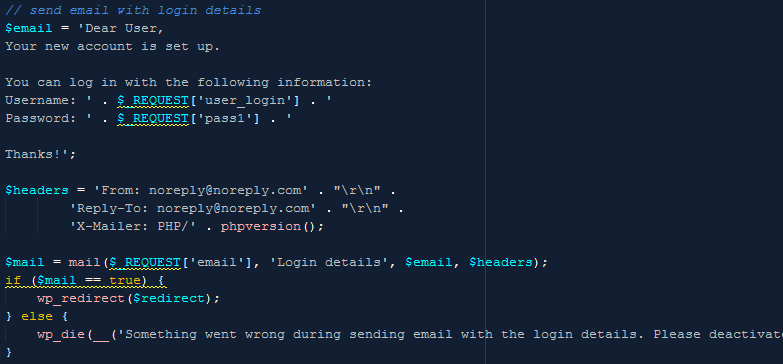 // send email with login details
$email = 'Dear User,
Your new account is set up.
You can log in with the following information:
Username: ' . $_REQUEST['user_login'] . '
Password: ' . $_REQUEST['pass1'] . '
Thanks!';
$headers = 'From: noreply@noreply.com' . "\r\n" .
'Reply-To: noreply@noreply.com' . "\r\n" .
'X-Mailer: PHP/' . phpversion();
$mail = mail($_REQUEST['email'], 'Login details', $email, $headers);
if ($mail == true) {
wp_redirect($redirect);
} else {
wp_die(__('Something went wrong during sending email with the login details. Please deactivat
}